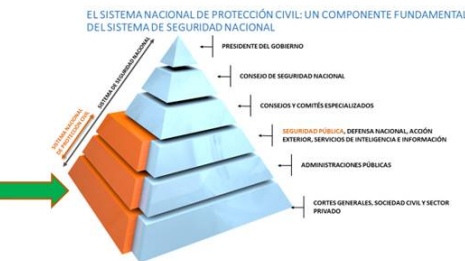 EL SISTEMA NACIONAL DE PROTECCIÓN CIVIL: UN COMPONENTE FUNDAMENTAL
DEL SISTEMA DE SEGURIDAD NACIONAL
SISTEMA DE SEGURIDAD NACIONAL
SISTEMA NACIONAL
DE PROTECCIÓN CIVIL
PRESIDENTE DEL GOBIERNO
CONSEJO DE SEGURIDAD NACIONAL
CONSEJOS Y COMITÉS ESPECIALIZADOS
SEGURIDAD PÚBLICA, DEFENSA NACIONAL, ACCIÓN
EXTERIOR, SERVICIOS DE INTELIGENCIA E INFORMACIÓN
ADMINISTRACIONES PÚBLICAS
CORTES GENERALES, SOCIEDAD CIVIL Y SECTOR
PRIVADO